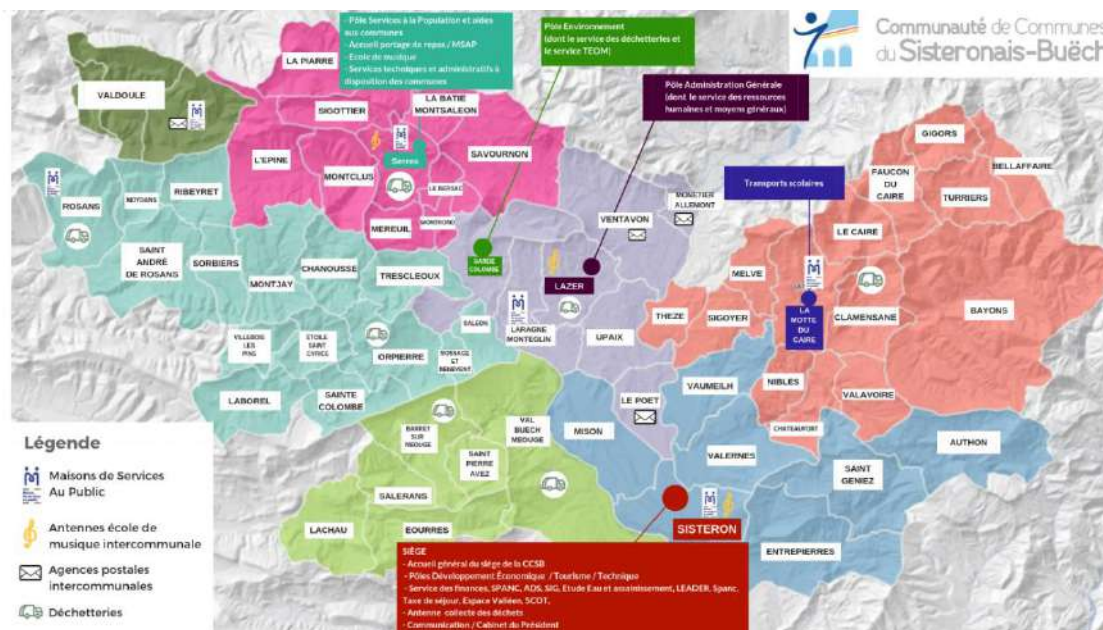 - Pôle Services à la Population et aides
aux communes
- Accueil portage de repas / MSAP
- Ecole de musique
- Services techniques et administratifs à
disposition des communes
Pôle Environnement
(dont le service des déchetteries et
le service TEOM)
Communauté de Communes
du Sisteronais-Buëch
Pôle Administration Générale
(dont le service des ressources
humaines et moyens généraux)
Transports scolaires
LA PIARRE
VALDOULE
SIGOTTIER
LA BATIE
MONTSALEON
L'EPINE
MONTCLUS
Serres
SAVOURNON
LE BERSAC
MEREUIL
MONTROND
ROSANS
MOYDANS
RIBEYRET
SAINT
ANDRÉ
DE ROSANS
SORBIERS
MONTJAY
CHANOUSSE
TRESCLEOUX
GARDE
COLOMBE
LAZER
VENTAVON
MONETIER
ALLEMONT
GIGORS
BELLAFFAIRE
FAUCON
DU
CAIRE
TURRIERS
LE CAIRE
MELVE
LA
MOTTE
DU
CAIRE
CLAMENSANE
BAYONS
THEZE
SIGOYER
SALEON
LARAGNE
MONTEGLIN
UPAIX
VILLEBOIS
LES
PINS
ETOILE
SAINT
CYRICE
ORPIERRE
NOSSAGE
ET
BENEVENT
LABOREL
SAINTE
COLOMBE
LE POET
VAUMEILH
NIBLES
VALAVOIRE
CHATEAUFORT
BARRET
SUR
MEOUGE
VAL
BUECH
MEOUGE
MISON
SAINT
PIERRE
AVEZ
VALERNES
AUTHON
SAINT
GENIEZ
SALERANS
LACHAU
EOURRES
SISTERON
ENTREPIERRES
Légende
Maisons de Services
Au Public
Antennes école de
musique intercommunale
Agences postales
intercommunales
Déchetteries
SIÈGE
- Accueil général du siège de la CCSB
- Pôles Développement Économique / Tourisme / Technique
- Service des finances, SPANC, ADS, SIG, Etude Eau et assainissement, LEADER, Spanc,
Taxe de séjour, Espace Valléen, SCOT,
- Antenne collecte des déchets
- Communication / Cabinet du Président